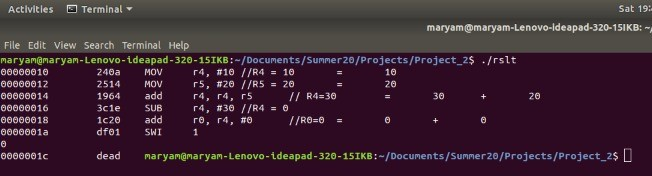 Activities Terminal ▾ Sat 19:
maryam@maryam-Lenovo-ideapad-320-15IKB: ~/
File Edit View Search Terminal Help
maryam@maryam-Lenovo-ideapad-320-15IKB:~/Documents/Summer20/Projects/Project_2$ ./rslt
00000010 240a MOV r4, #10 //R4 = 10 = 10
00000012 2514 MOV r5, #20 //R5 = 20 = 20
00000014 1964 add r4, r4, r5 // R4=30 = 30 + 20
00000016 3c1e SUB r4, #30 //R4 = 0
00000018 1c20 add r0, r4, #0 //R0=0 = 0 + 0
0000001a df01 SWI 1
0
0000001c dead maryam@maryam-Lenovo-ideapad-320-15IKB:~/Documents/Summer20/Projects/Project_2$